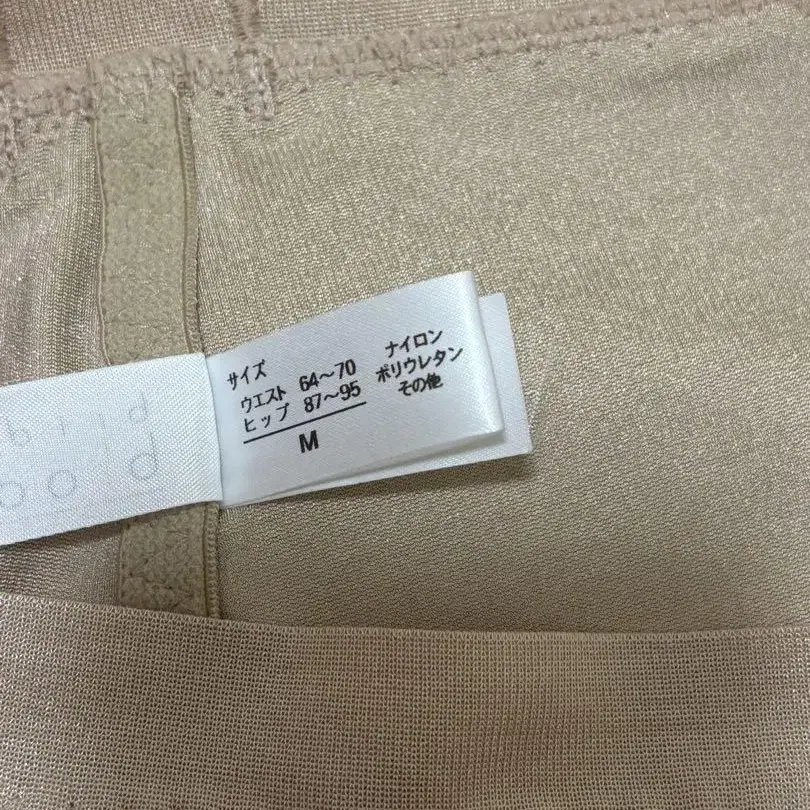 サイズ
ウエスト 64～70
ヒップ 87～95
M
ナイロン
ポリウレタン
その他